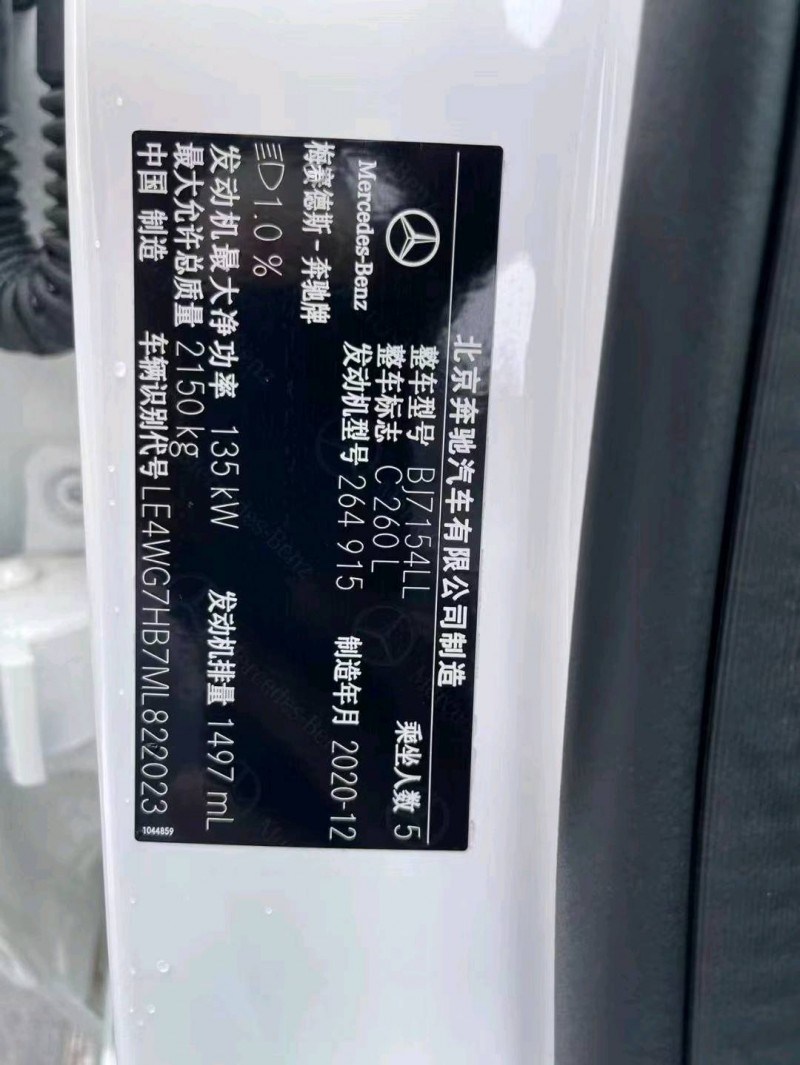 北京奔驰汽车有限公司制造
Mercedes-Benz
梅赛德斯-奔驰牌
整车型号 BJ7154LL 乘坐人数 5
整车标志 C 260 L
发动机型号 264 915 制造年月 2020-12
1.0 %
发动机最大净功率 135 kW 发动机排量 1497 mL
最大允许总质量 2150 kg
中国 制造 车辆识别代号 LE4WG7HB7ML822023
1044859